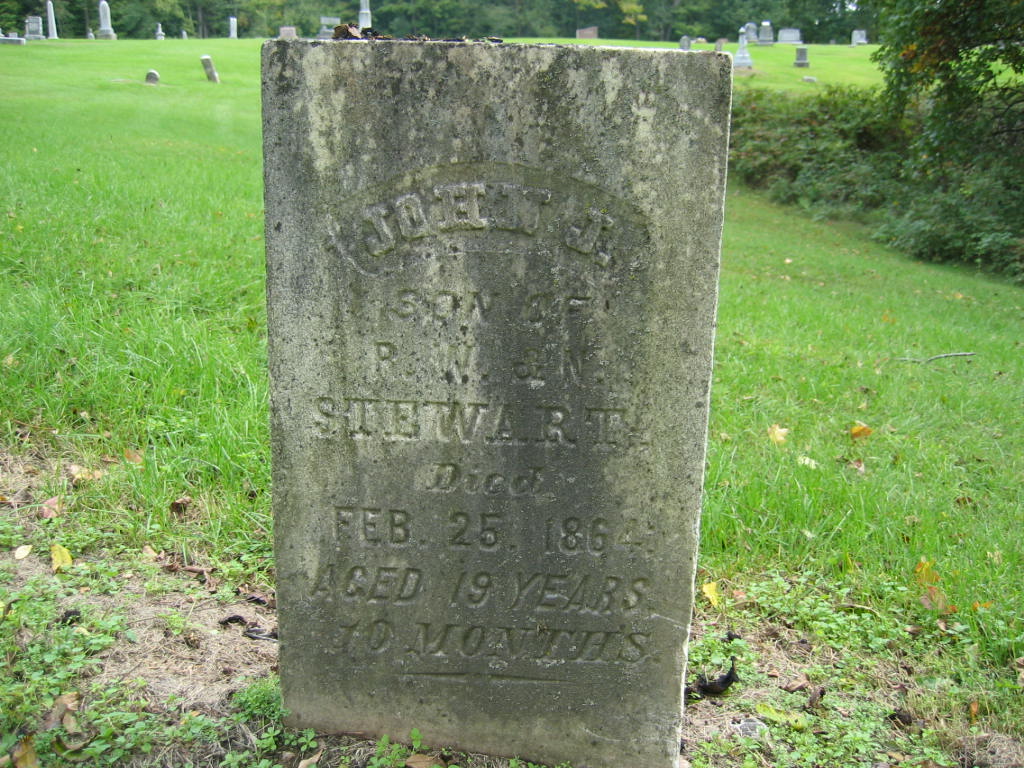 JOHN J.
SON OF
R. W. & N.
STEWART.
Died
FEB. 25. 1864.
AGED 19 YEARS.
10 MONTHS.